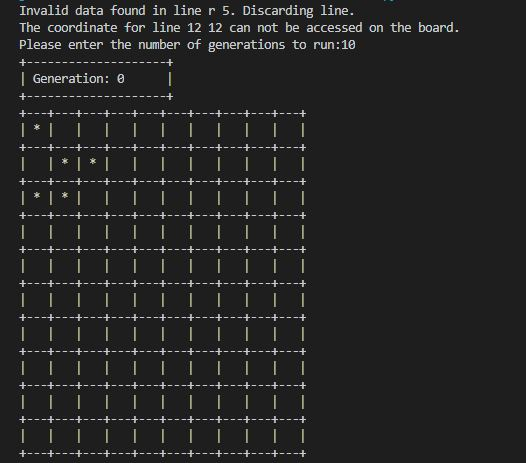 Invalid data found in line r 5. Discarding line.
The coordinate for line 12 12 can not be accessed on the board.
Please enter the number of generations to run:10
+--------------------+
| Generation: 0      |
+--------------------+
+---+---+---+---+---+---+---+---+---+---+
| * |   |   |   |   |   |   |   |   |   |
+---+---+---+---+---+---+---+---+---+---+
|   | * | * |   |   |   |   |   |   |   |
+---+---+---+---+---+---+---+---+---+---+
| * | * |   |   |   |   |   |   |   |   |
+---+---+---+---+---+---+---+---+---+---+
|   |   |   |   |   |   |   |   |   |   |
+---+---+---+---+---+---+---+---+---+---+
|   |   |   |   |   |   |   |   |   |   |
+---+---+---+---+---+---+---+---+---+---+
|   |   |   |   |   |   |   |   |   |   |
+---+---+---+---+---+---+---+---+---+---+
|   |   |   |   |   |   |   |   |   |   |
+---+---+---+---+---+---+---+---+---+---+
|   |   |   |   |   |   |   |   |   |   |
+---+---+---+---+---+---+---+---+---+---+
|   |   |   |   |   |   |   |   |   |   |
+---+---+---+---+---+---+---+---+---+---+
|   |   |   |   |   |   |   |   |   |   |
+---+---+---+---+---+---+---+---+---+---+